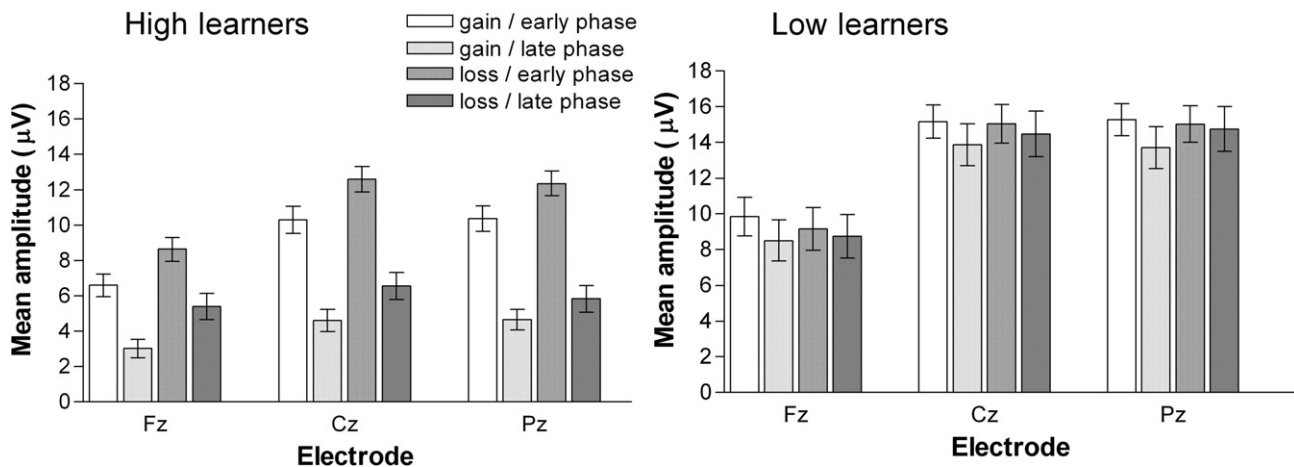 High learners
gain / early phase
gain / late phase
loss / early phase
loss / late phase
Mean amplitude ( μV)
18
16
14
12
10
8
6
4
2
0
Fz Cz Pz
Electrode
Low learners
Mean amplitude ( μV)
18
16
14
12
10
8
6
4
2
0
Fz Cz Pz
Electrode